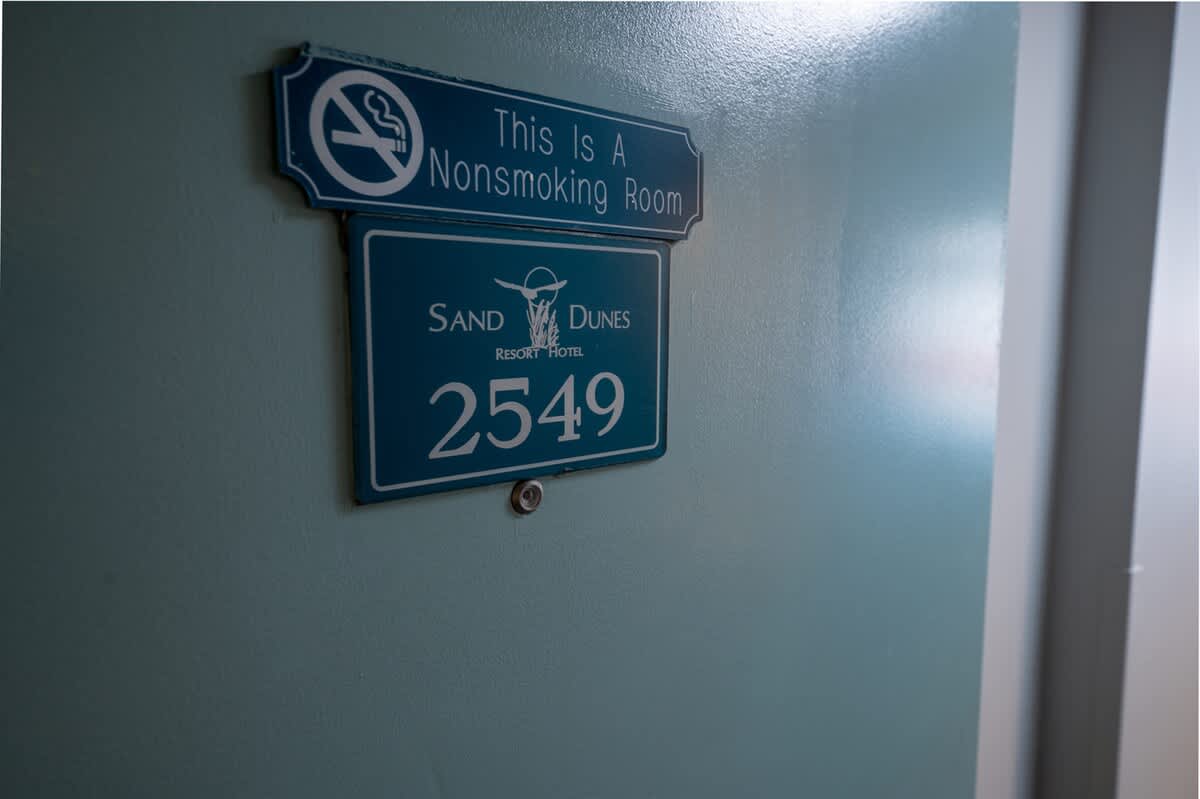 This Is A
Nonsmoking Room
SAND DUNES
RESORT HOTEL
2549